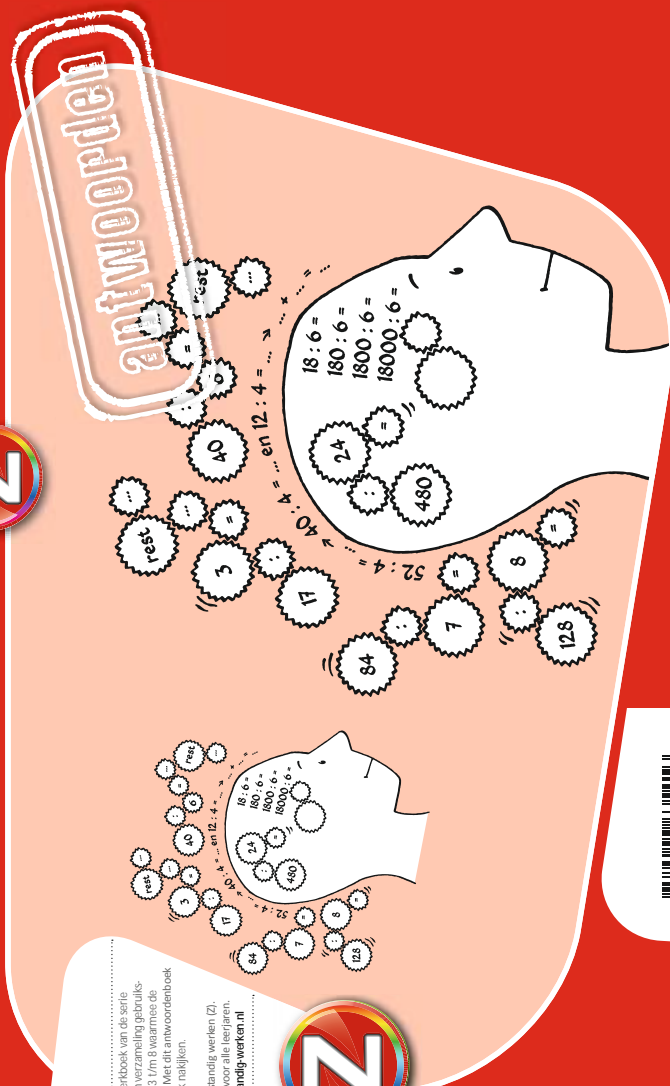 antwoorden
Z
rest
...
...
=
6
:
40
...
rest
...
=
3
:
17
52 : 4 = ... → 40 : 4 = ... en 12 : 4 = ... → ... + ... = ...
18 : 6 =
180 : 6 =
1800 : 6 =
18000 : 6 =
24
=
:
480
84
:
7
=
8
=
:
128
rest
...
...
=
6
:
40
...
rest
...
=
3
:
17
52 : 4 = ... → 40 : 4 = ... en 12 : 4 = ... → ... + ... = ...
18 : 6 =
180 : 6 =
1800 : 6 =
18000 : 6 =
24
=
:
480
84
:
7
=
8
=
:
128
werkboek van de serie
verzameling gebruiks-
3 t/m 8 waarmee de
Met dit antwoordenboek
nakijken.
standig werken (Z).
voor alle leerjaren.
andig-werken.nl
Z